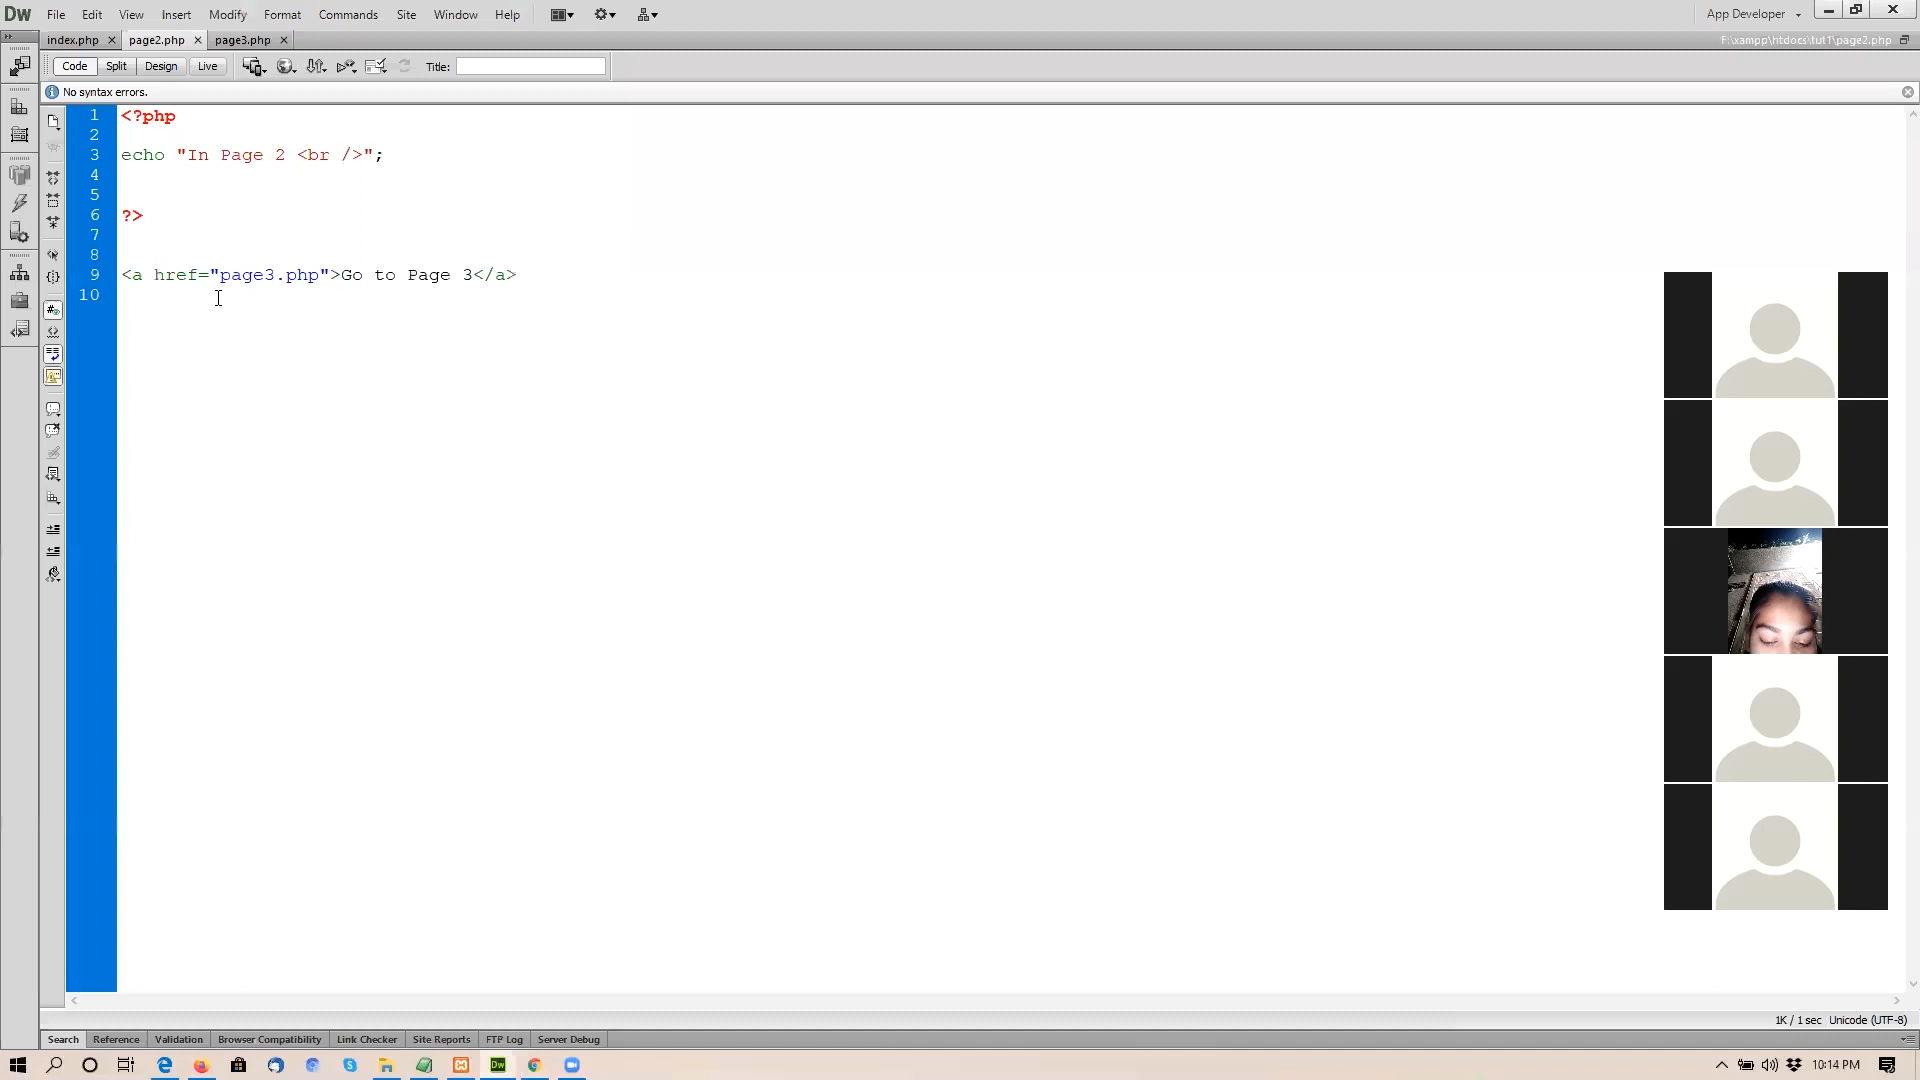 Dw File Edit View Insert Modify Format Commands Site Window Help App Developer
index.php page2.php page3.php F:\xampp\htdocs\tut1\page2.php
Code Split Design Live Title:
No syntax errors.
1 <?php
2
3 echo "In Page 2 <br />";
4
5
6 ?>
7
8
9 <a href="page3.php">Go to Page 3</a>
10
1K / 1 sec Unicode (UTF-8)
Search Reference Validation Browser Compatibility Link Checker Site Reports FTP Log Server Debug
Dw 10:14 PM